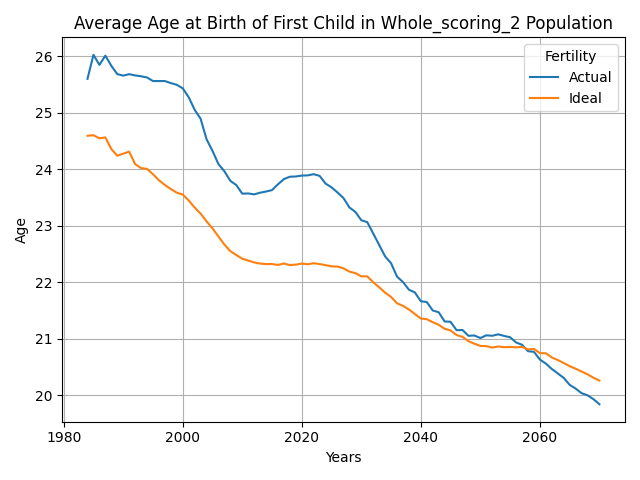 Average Age at Birth of First Child in Whole_scoring_2 Population
Fertility
Actual
Ideal
Age
26
25
24
23
22
21
20
1980
2000
2020
2040
2060
Years